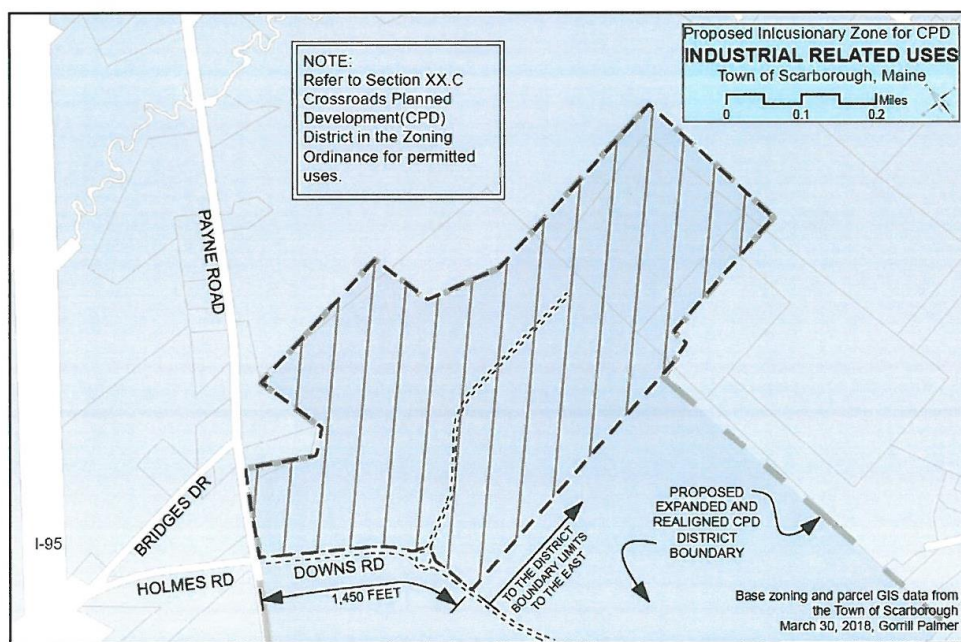 Proposed Inlcusionary Zone for CPD
INDUSTRIAL RELATED USES
Town of Scarborough, Maine
Miles
0 0.1 0.2
NOTE:
Refer to Section XX.C
Crossroads Planned
Development(CPD)
District in the Zoning
Ordinance for permitted
uses.
PAYNE ROAD
BRIDGES DR
I-95
HOLMES RD
DOWNS RD
1,450 FEET
TO THE DISTRICT
BOUNDARY LIMITS
TO THE EAST
PROPOSED
EXPANDED AND
REALIGNED CPD
DISTRICT
BOUNDARY
Base zoning and parcel GIS data from
the Town of Scarborough
March 30, 2018, Gorrill Palmer